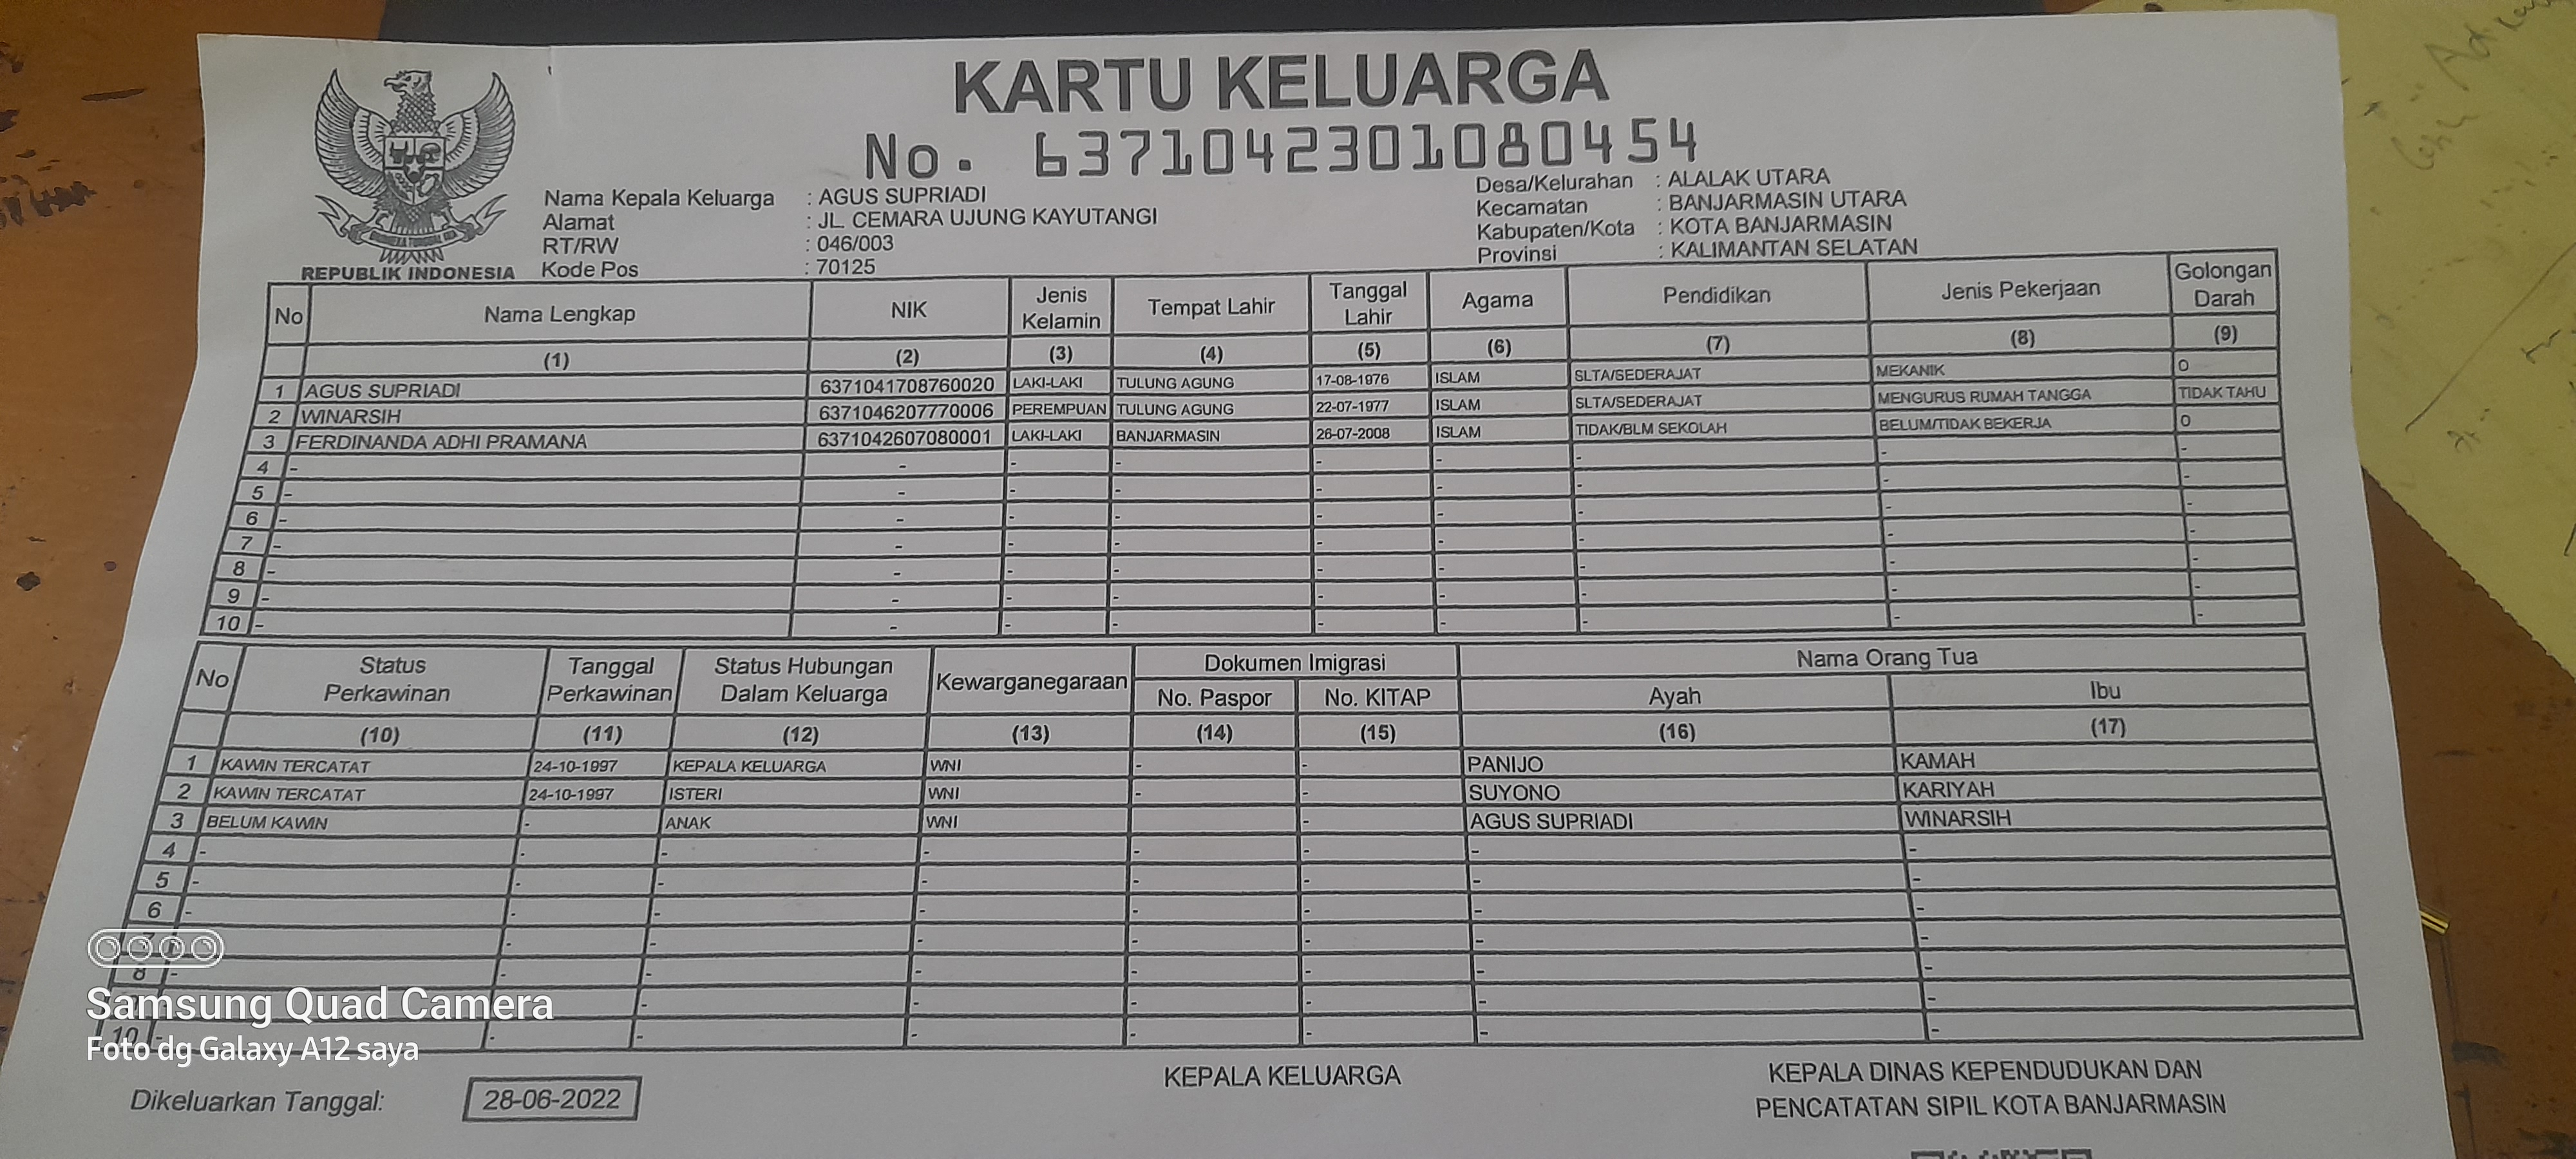 KARTU KELUARGA
No. 6371042301080454
REPUBLIK INDONESIA
Nama Kepala Keluarga : AGUS SUPRIADI
Alamat : JL. CEMARA UJUNG KAYUTANGI
RT/RW : 046/003
Kode Pos : 70125
Desa/Kelurahan : ALALAK UTARA
Kecamatan : BANJARMASIN UTARA
Kabupaten/Kota : KOTA BANJARMASIN
Provinsi : KALIMANTAN SELATAN
No Nama Lengkap NIK Jenis Kelamin Tempat Lahir Tanggal Lahir Agama Pendidikan Jenis Pekerjaan Golongan Darah
(1) (2) (3) (4) (5) (6) (7) (8) (9)
1 AGUS SUPRIADI 6371041708760020 LAKI-LAKI TULUNG AGUNG 17-08-1976 ISLAM SLTA/SEDERAJAT MEKANIK O
2 WINARSIH 6371046207770006 PEREMPUAN TULUNG AGUNG 22-07-1977 ISLAM SLTA/SEDERAJAT MENGURUS RUMAH TANGGA TIDAK TAHU
3 FERDINANDA ADHI PRAMANA 6371042607080001 LAKI-LAKI BANJARMASIN 26-07-2008 ISLAM TIDAK/BLM SEKOLAH BELUM/TIDAK BEKERJA O
4 - - - - - - - - -
5 - - - - - - - - -
6 - - - - - - - - -
7 - - - - - - - - -
8 - - - - - - - - -
9 - - - - - - - - -
10 - - - - - - - - -
No Status Perkawinan Tanggal Perkawinan Status Hubungan Dalam Keluarga Kewarganegaraan Dokumen Imigrasi Nama Orang Tua
No. Paspor No. KITAP Ayah Ibu
(10) (11) (12) (13) (14) (15) (16) (17)
1 KAWIN TERCATAT 24-10-1997 KEPALA KELUARGA WNI - - PANIJO KAMAH
2 KAWIN TERCATAT 24-10-1997 ISTERI WNI - - SUYONO KARIYAH
3 BELUM KAWIN - ANAK WNI - - AGUS SUPRIADI WINARSIH
4 - - - - - - - -
5 - - - - - - - -
6 - - - - - - - -
- - - - - - -
8 - - - - - - - -
- - - - - -
10 - - - - - - - -
Samsung Quad Camera
Foto dg Galaxy A12 saya
Dikeluarkan Tanggal: 28-06-2022
KEPALA KELUARGA
KEPALA DINAS KEPENDUDUKAN DAN
PENCATATAN SIPIL KOTA BANJARMASIN